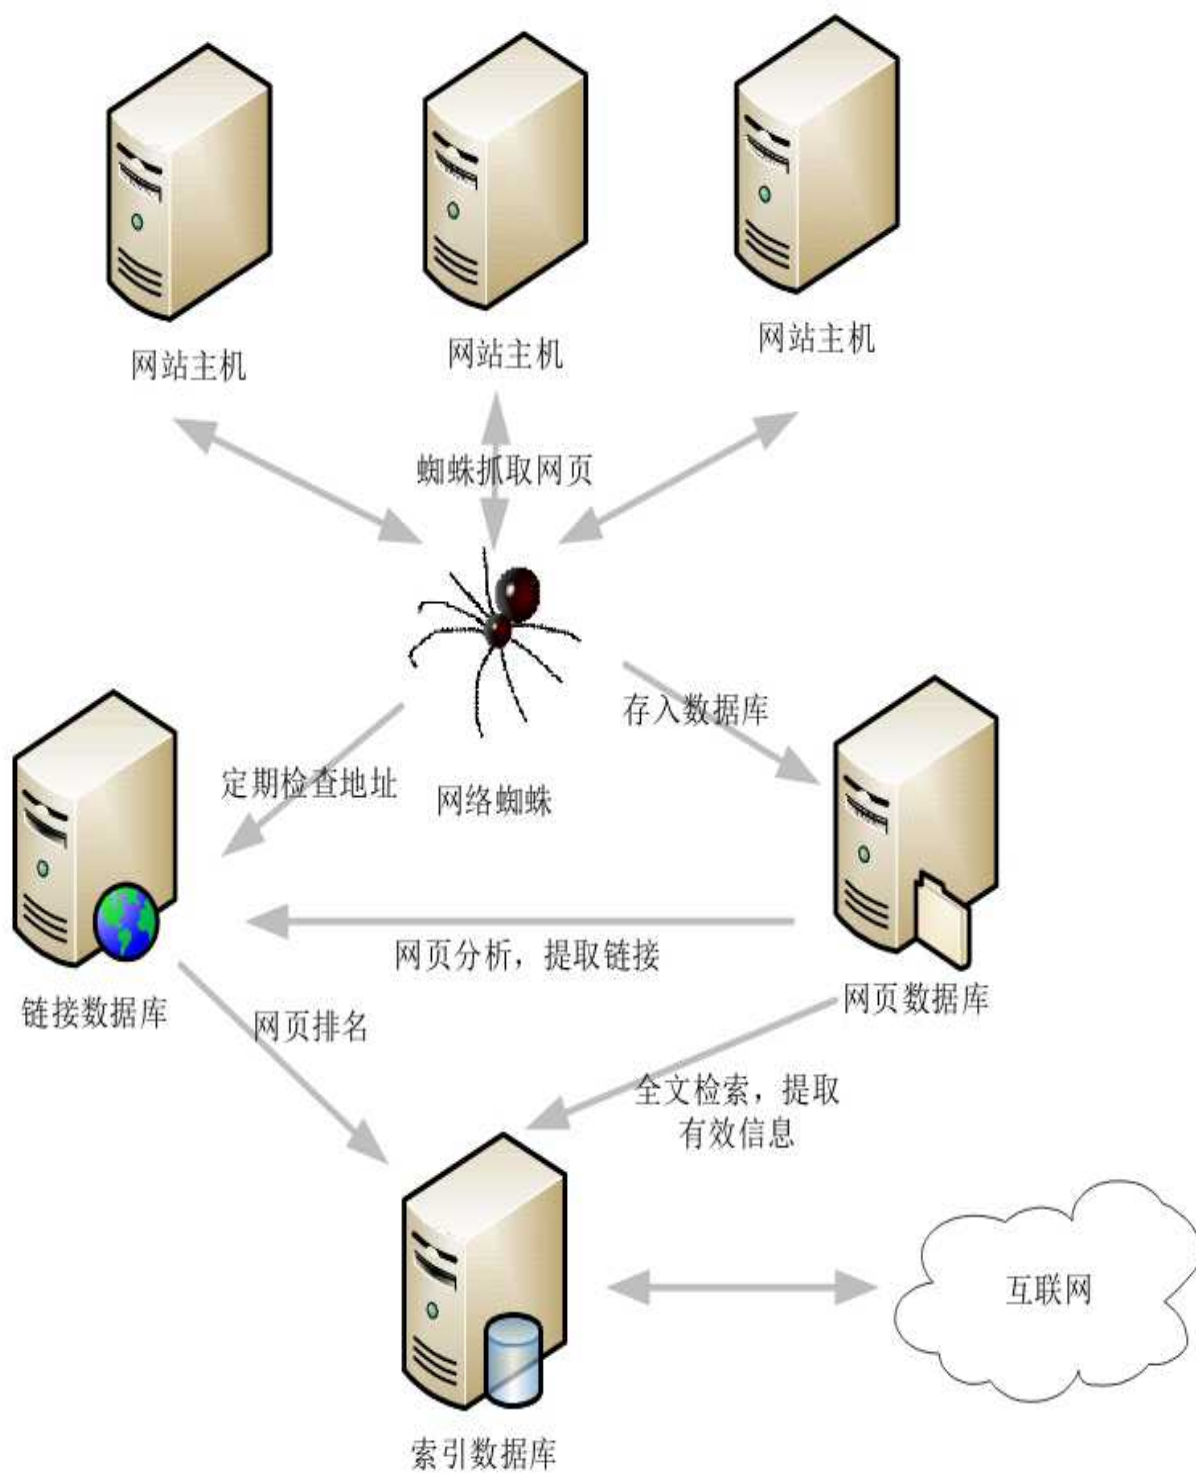 网站主机
网站主机
网站主机
蜘蛛抓取网页
存入数据库
定期检查地址
网络蜘蛛
网页分析，提取链接
链接数据库
网页数据库
网页排名
全文检索，提取
有效信息
互联网
索引数据库